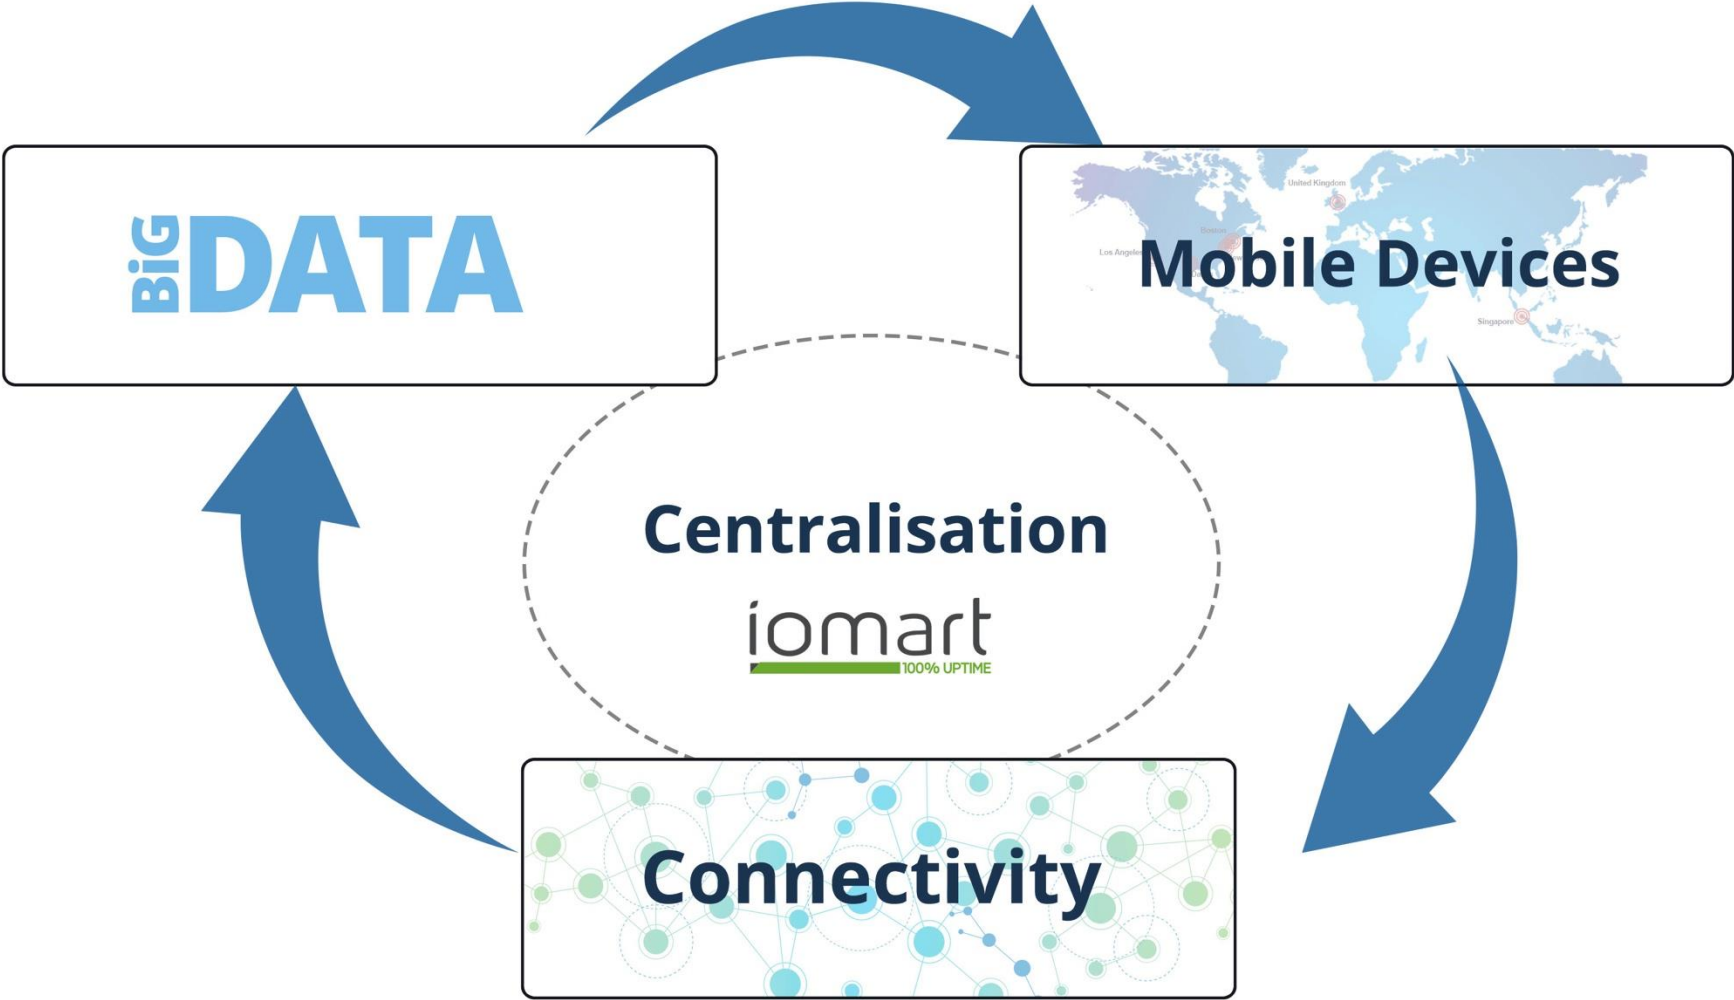 BiG
DATA
United Kingdom
Boston
Los Angeles
Singapore
Mobile Devices
Centralisation
iomart
100% UPTIME
Connectivity